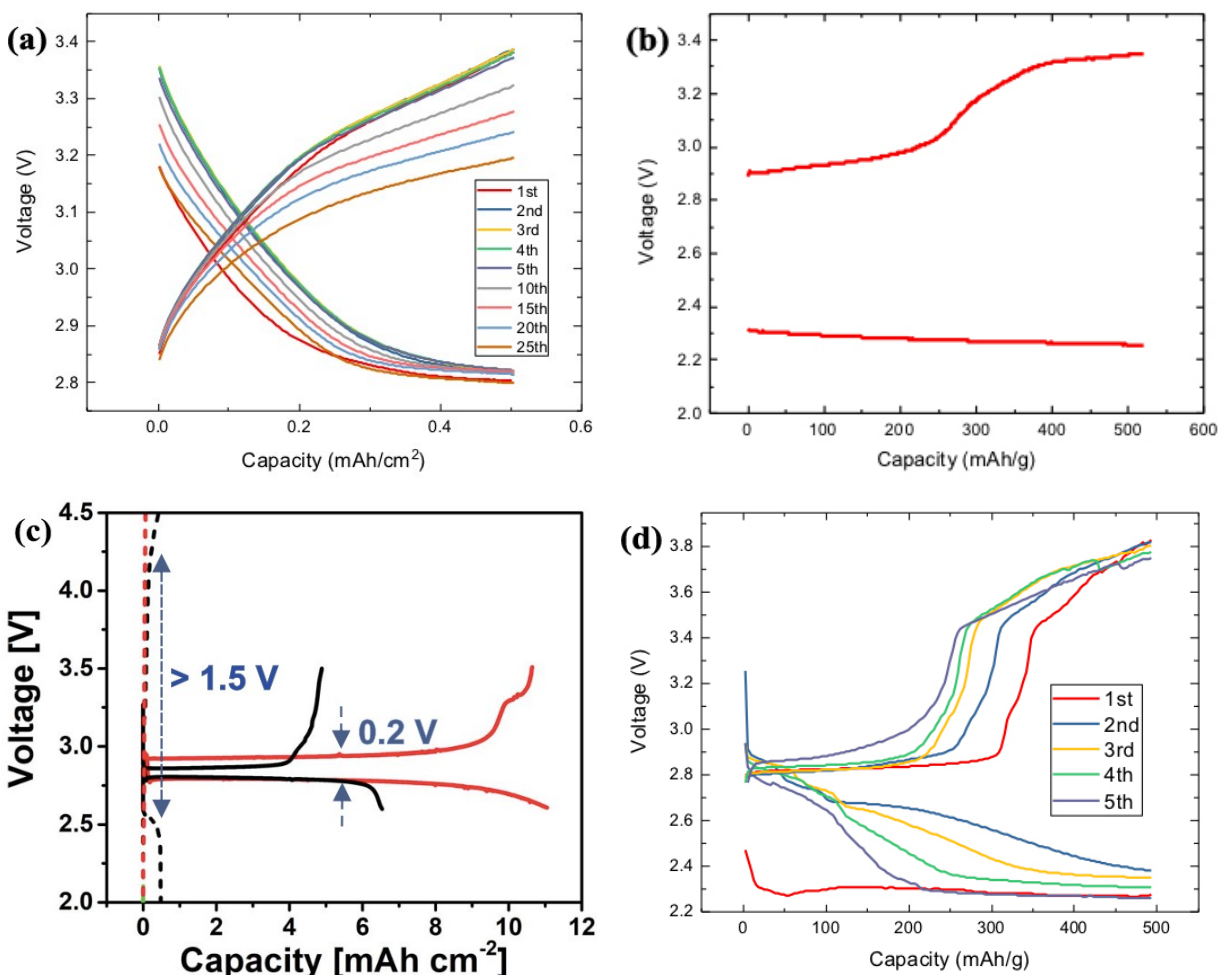 (a)
3.4
3.3
3.2
3.1
3.0
2.9
2.8
Voltage (V)
1st
2nd
3rd
4th
5th
10th
15th
20th
25th
0.0
0.2
0.4
0.6
Capacity (mAh/cm²)
(b)
3.4
3.2
3.0
2.8
2.6
2.4
2.2
2.0
Voltage (V)
0
100
200
300
400
500
600
Capacity (mAh/g)
(c)
4.5
4.0
3.5
3.0
2.5
2.0
Voltage [V]
> 1.5 V
0.2 V
0
2
4
6
8
10
12
Capacity [mAh cm⁻²]
(d)
3.8
3.6
3.4
3.2
3.0
2.8
2.6
2.4
2.2
Voltage (V)
1st
2nd
3rd
4th
5th
0
100
200
300
400
500
Capacity (mAh/g)